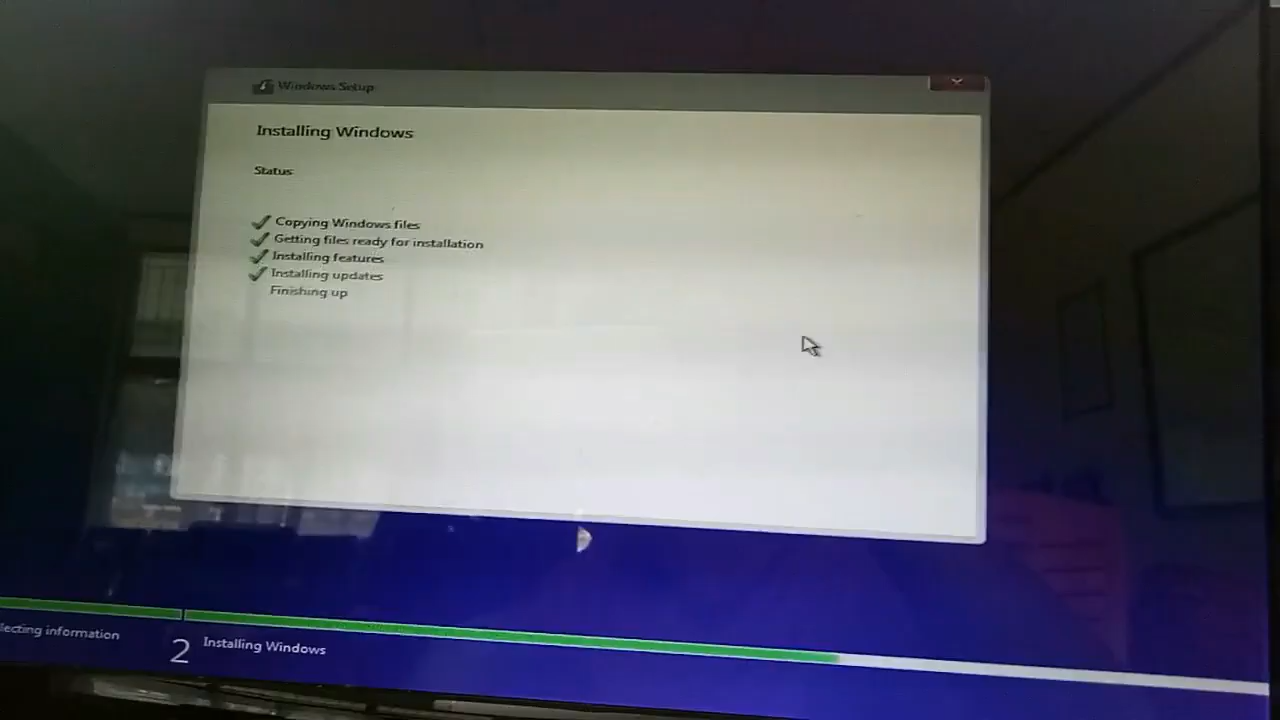 Windows Setup
Installing Windows
Status
Copying Windows files
Getting files ready for installation
Installing features
Installing updates
Finishing up
lecting information
2 Installing Windows